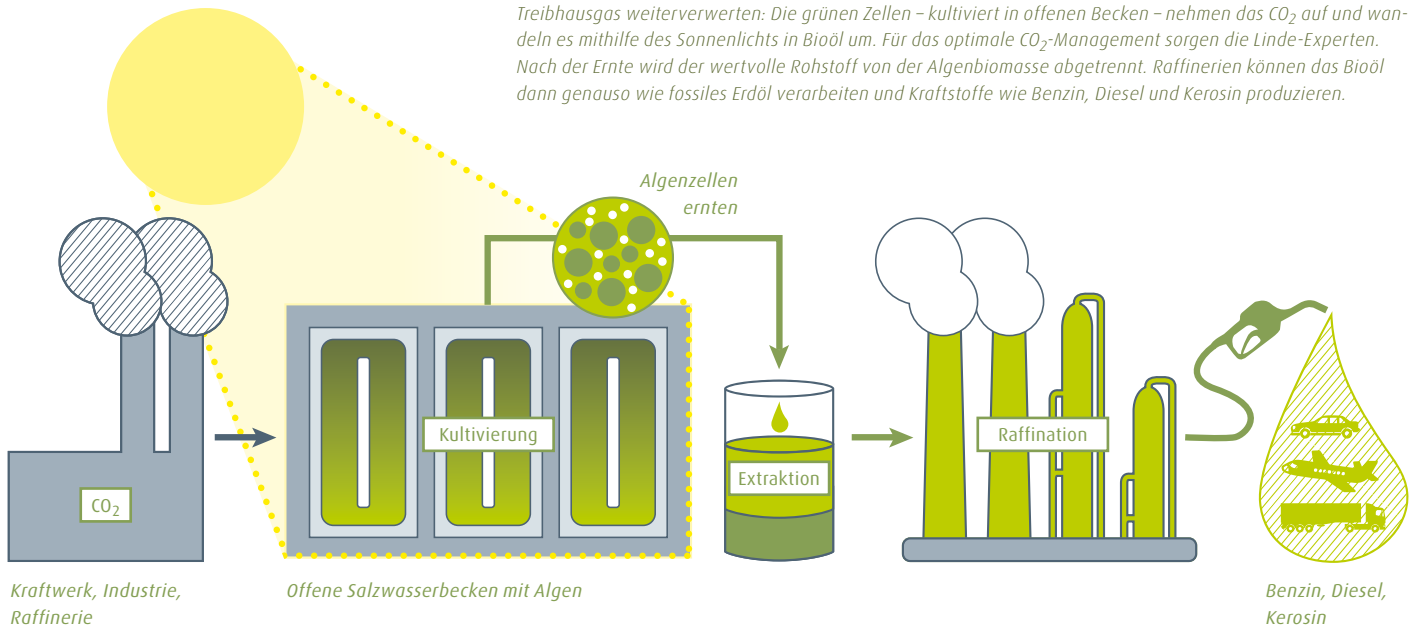 Treibhausgas weiterverwerten: Die grünen Zellen – kultiviert in offenen Becken – nehmen das CO₂ auf und wan-
deln es mithilfe des Sonnenlichts in Bioöl um. Für das optimale CO₂-Management sorgen die Linde-Experten.
Nach der Ernte wird der wertvolle Rohstoff von der Algenbiomasse abgetrennt. Raffinerien können das Bioöl
dann genauso wie fossiles Erdöl verarbeiten und Kraftstoffe wie Benzin, Diesel und Kerosin produzieren.
Algenzellen
ernten
CO₂
Kultivierung
Extraktion
Raffination
Kraftwerk, Industrie,
Raffinerie
Offene Salzwasserbecken mit Algen
Benzin, Diesel,
Kerosin